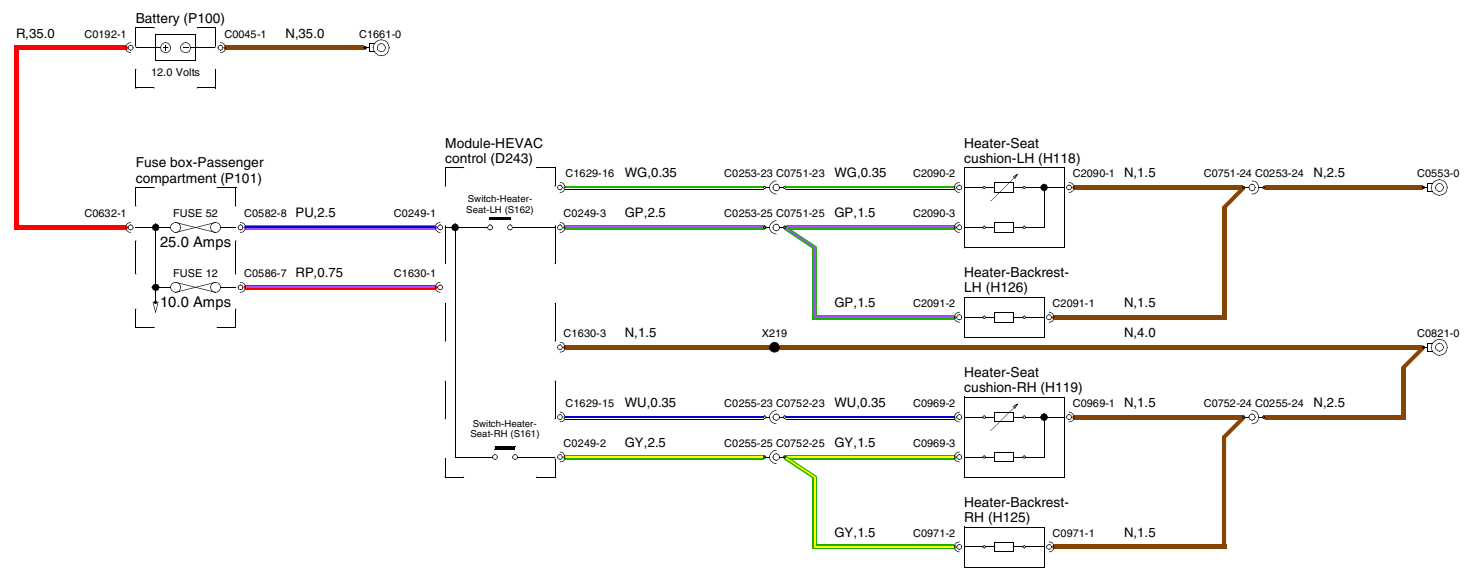 Battery (P100)
R,35.0 C0192-1 C0045-1 N,35.0 C1661-0
12.0 Volts
Fuse box-Passenger
compartment (P101)
Module-HEVAC
control (D243)
Heater-Seat
cushion-LH (H118)
C1629-16 WG,0.35 C0253-23 C0751-23 WG,0.35 C2090-2 C2090-1 N,1.5 C0751-24 C0253-24 N,2.5 C0553-0
Switch-Heater-
Seat-LH (S162)
C0632-1 FUSE 52 C0582-8 PU,2.5 C0249-1 C0249-3 GP,2.5 C0253-25 C0751-25 GP,1.5 C2090-3
25.0 Amps
FUSE 12 C0586-7 RP,0.75 C1630-1
10.0 Amps
Heater-Backrest-
LH (H126)
GP,1.5 C2091-2 C2091-1 N,1.5
C1630-3 N,1.5 X219 N,4.0 C0821-0
Heater-Seat
cushion-RH (H119)
C1629-15 WU,0.35 C0255-23 C0752-23 WU,0.35 C0969-2 C0969-1 N,1.5 C0752-24 C0255-24 N,2.5
Switch-Heater-
Seat-RH (S161)
C0249-2 GY,2.5 C0255-25 C0752-25 GY,1.5 C0969-3
Heater-Backrest-
RH (H125)
GY,1.5 C0971-2 C0971-1 N,1.5